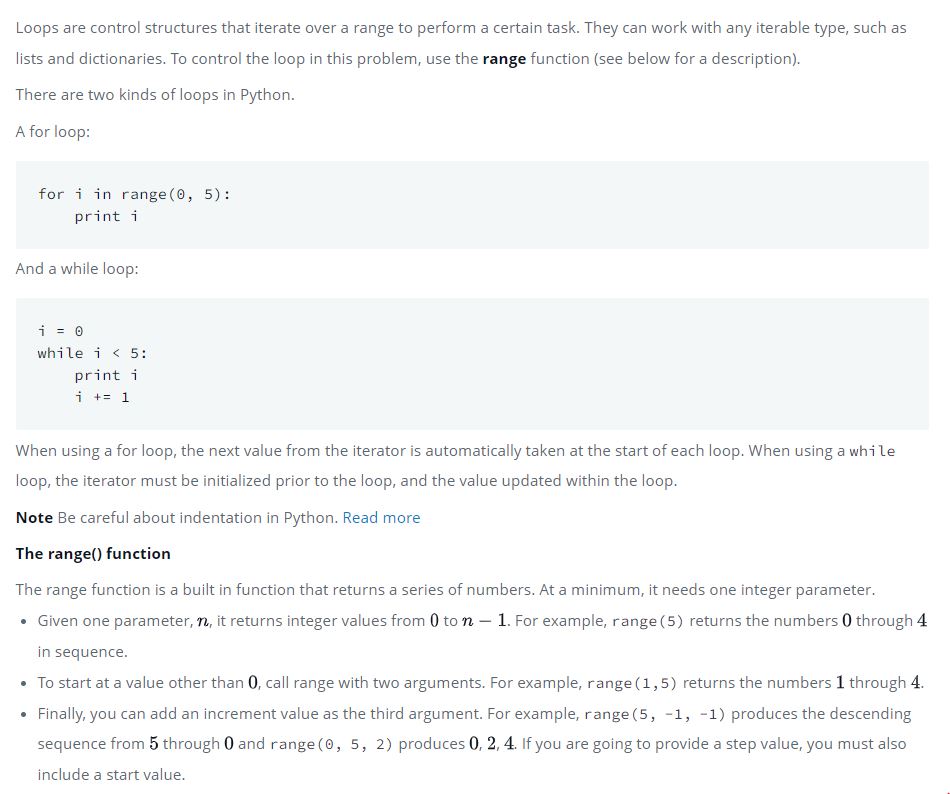 Loops are control structures that iterate over a range to perform a certain task. They can work with any iterable type, such as
lists and dictionaries. To control the loop in this problem, use the range function (see below for a description).
There are two kinds of loops in Python.
A for loop:
for i in range(0, 5):
    print i
And a while loop:
i = 0
while i < 5:
    print i
    i += 1
When using a for loop, the next value from the iterator is automatically taken at the start of each loop. When using a while
loop, the iterator must be initialized prior to the loop, and the value updated within the loop.
Note Be careful about indentation in Python. Read more
The range() function
The range function is a built in function that returns a series of numbers. At a minimum, it needs one integer parameter.
• Given one parameter, n, it returns integer values from 0 to n − 1. For example, range(5) returns the numbers 0 through 4
in sequence.
• To start at a value other than 0, call range with two arguments. For example, range(1,5) returns the numbers 1 through 4.
• Finally, you can add an increment value as the third argument. For example, range(5, -1, -1) produces the descending
sequence from 5 through 0 and range(0, 5, 2) produces 0, 2, 4. If you are going to provide a step value, you must also
include a start value.